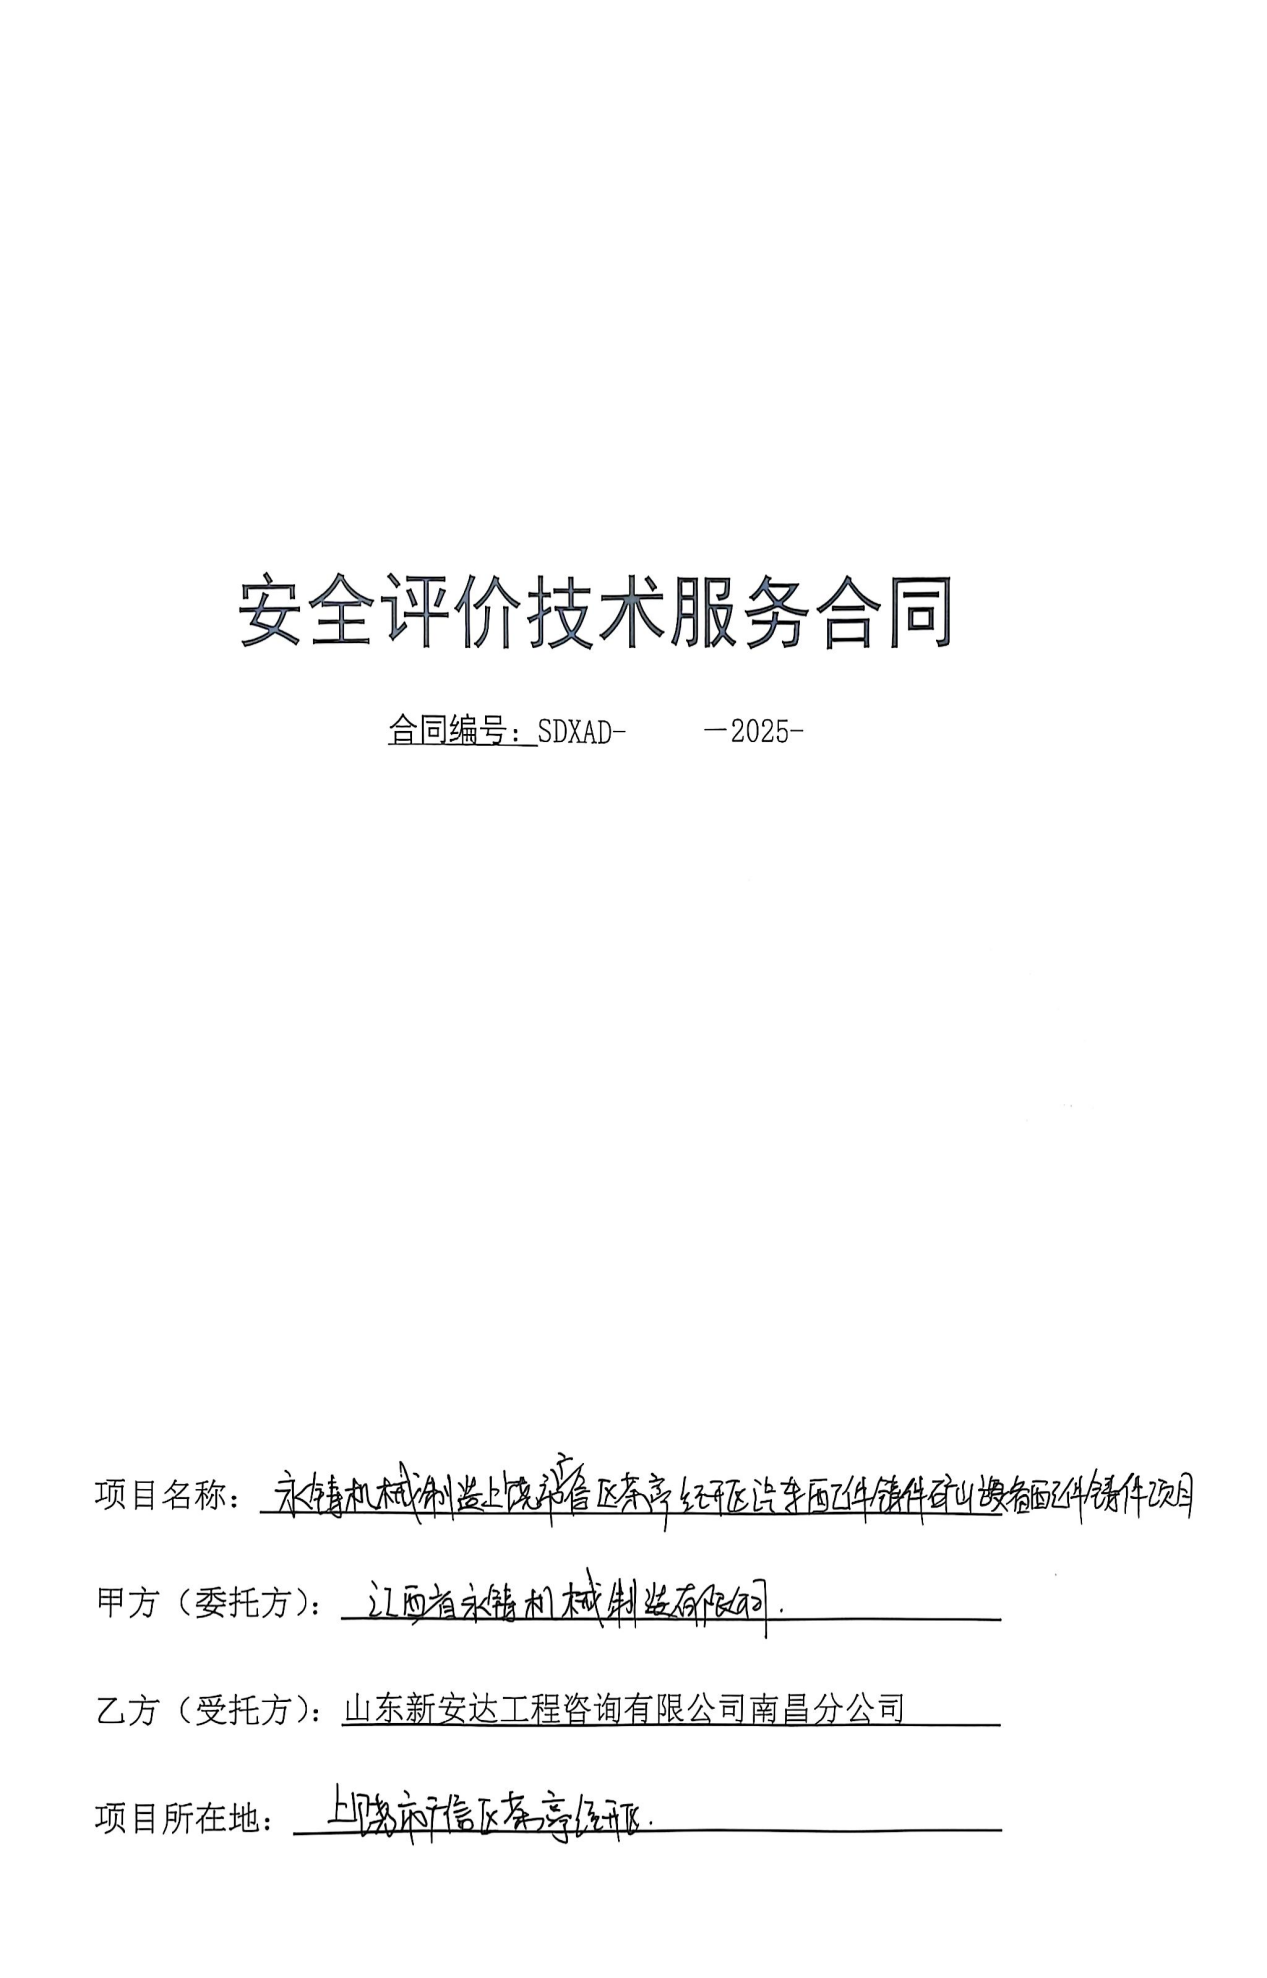 安全评价技术服务合同
合同编号：SDXAD- —2025-
项目名称：永铸机械制造上饶市广信区茶亭经开区汽车配件铸件矿山设备配件铸件项目
甲方（委托方）：江西省永铸机械制造有限公司.
乙方（受托方）：山东新安达工程咨询有限公司南昌分公司
项目所在地：上饶市广信区茶亭经开区.